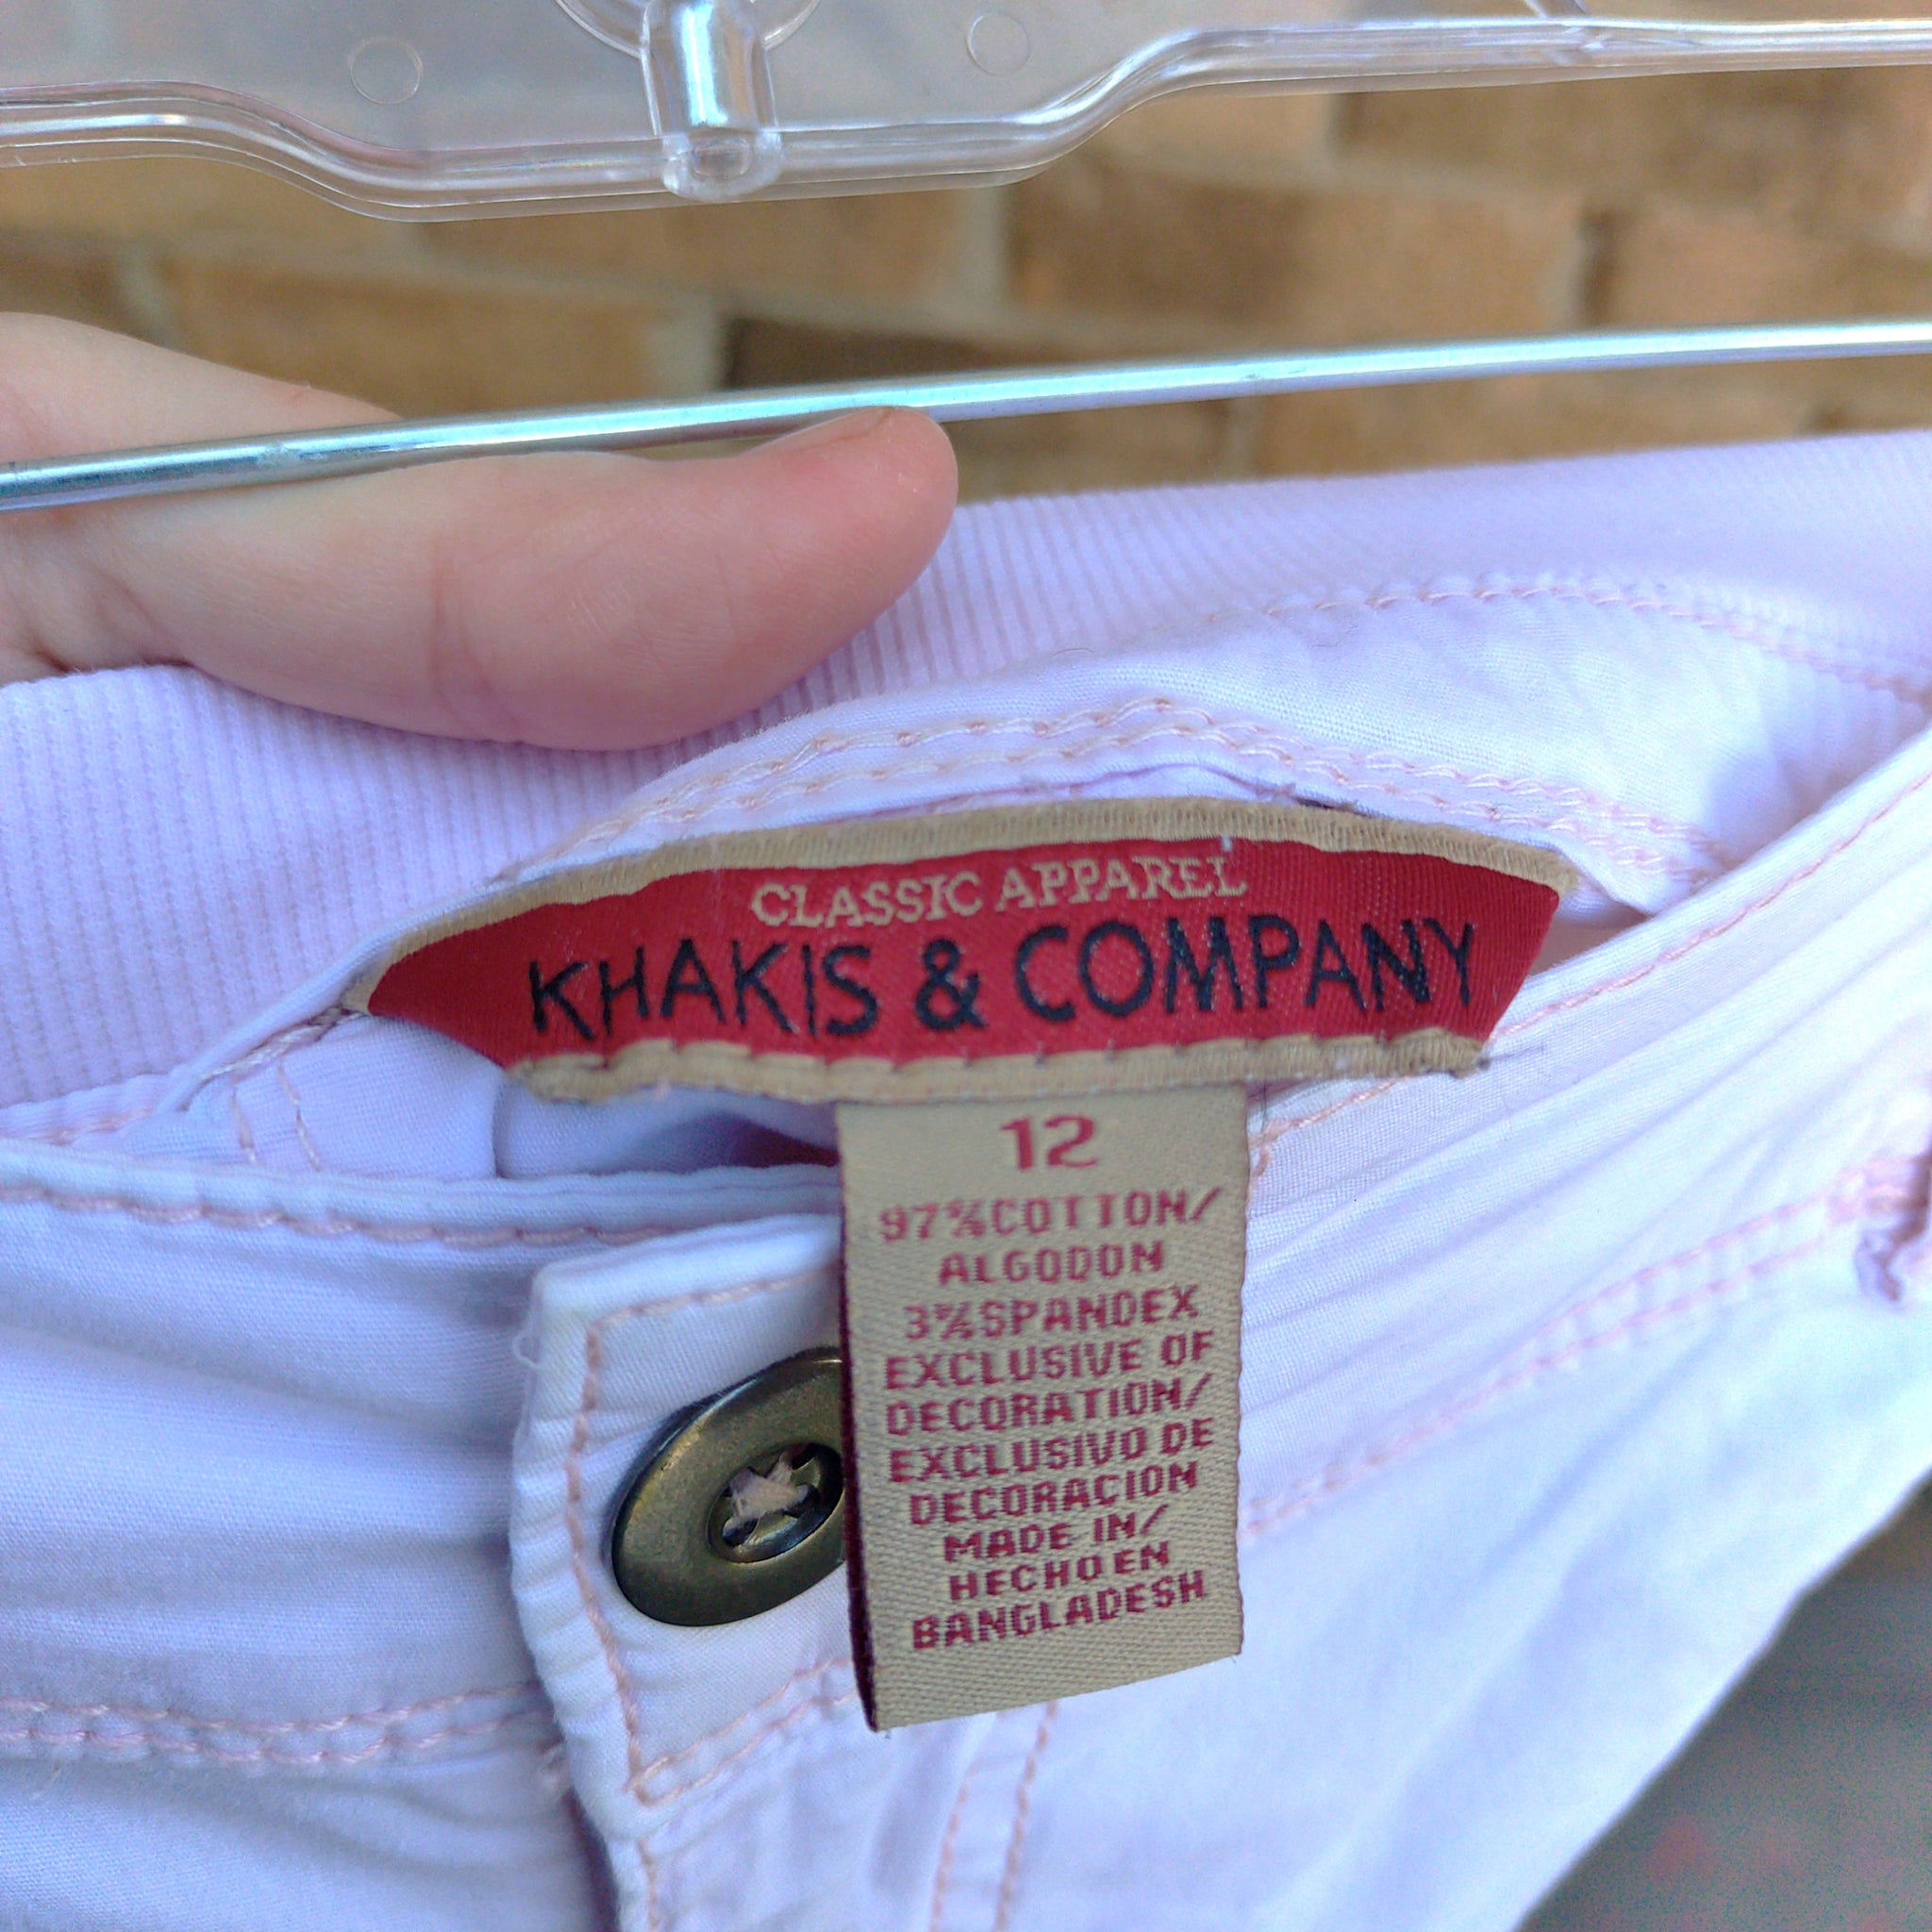 CLASSIC APPAREL
KHAKIS & COMPANY
12
97%COTTON/
ALGODON
3%SPANDEX
EXCLUSIVE OF
DECORATION/
EXCLUSIVO DE
DECORACION
MADE IN/
HECHO EN
BANGLADESH